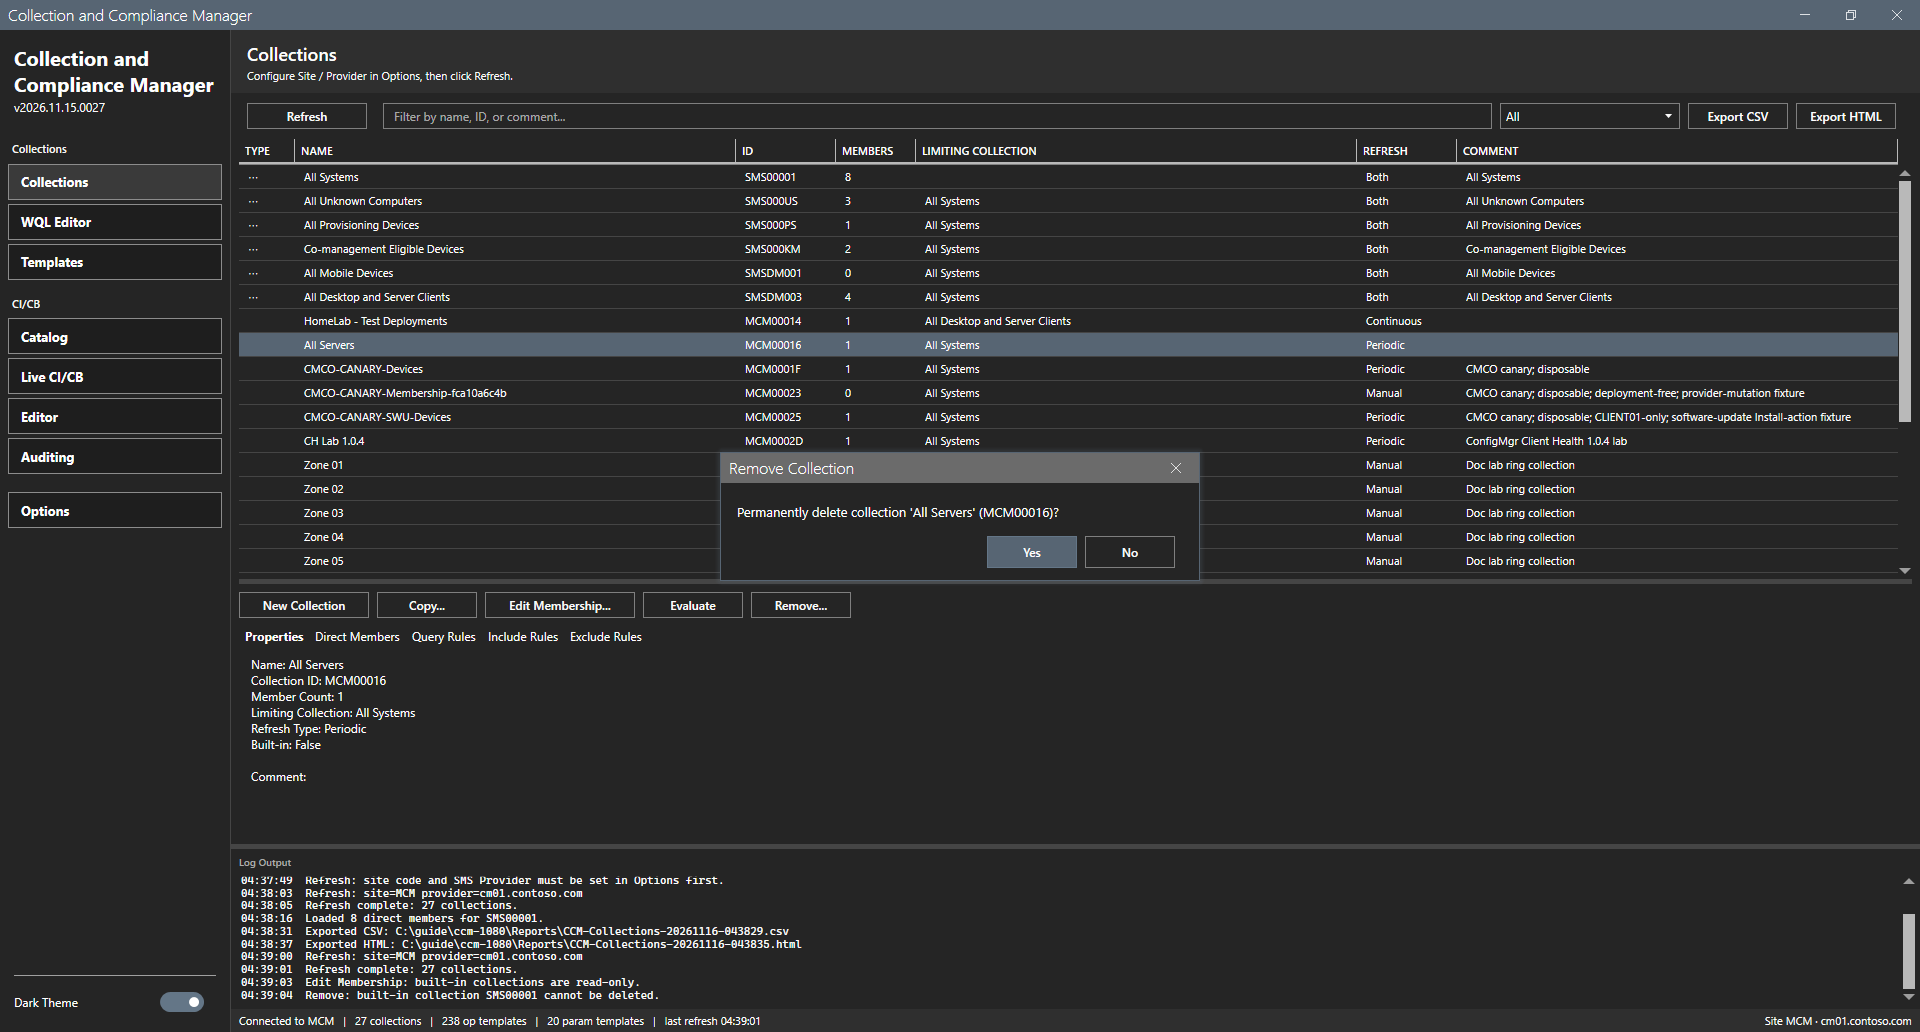 Collection and Compliance Manager
Collection and
Compliance Manager
v2026.11.15.0027
Collections
Collections
WQL Editor
Templates
CI/CB
Catalog
Live CI/CB
Editor
Auditing
Options
Dark Theme
Collections
Configure Site / Provider in Options, then click Refresh.
Refresh
Filter by name, ID, or comment...
All
Export CSV
Export HTML
TYPE NAME ID MEMBERS LIMITING COLLECTION REFRESH COMMENT
... All Systems SMS00001 8 Both All Systems
... All Unknown Computers SMS000US 3 All Systems Both All Unknown Computers
... All Provisioning Devices SMS000PS 1 All Systems Both All Provisioning Devices
... Co-management Eligible Devices SMS000KM 2 All Systems Both Co-management Eligible Devices
... All Mobile Devices SMSDM001 0 All Systems Both All Mobile Devices
... All Desktop and Server Clients SMSDM003 4 All Systems Both All Desktop and Server Clients
HomeLab - Test Deployments MCM00014 1 All Desktop and Server Clients Continuous
All Servers MCM00016 1 All Systems Periodic
CMCO-CANARY-Devices MCM0001F 1 All Systems Periodic CMCO canary; disposable
CMCO-CANARY-Membership-fca10a6c4b MCM00023 0 All Systems Manual CMCO canary; disposable; deployment-free; provider-mutation fixture
CMCO-CANARY-SWU-Devices MCM00025 1 All Systems Periodic CMCO canary; disposable; CLIENT01-only; software-update Install-action fixture
CH Lab 1.0.4 MCM0002D 1 All Systems Periodic ConfigMgr Client Health 1.0.4 lab
Zone 01 Manual Doc lab ring collection
Zone 02 Manual Doc lab ring collection
Zone 03 Manual Doc lab ring collection
Zone 04 Manual Doc lab ring collection
Zone 05 Manual Doc lab ring collection
Remove Collection
Permanently delete collection 'All Servers' (MCM00016)?
Yes No
New Collection Copy... Edit Membership... Evaluate Remove...
Properties Direct Members Query Rules Include Rules Exclude Rules
Name: All Servers
Collection ID: MCM00016
Member Count: 1
Limiting Collection: All Systems
Refresh Type: Periodic
Built-in: False
Comment:
Log Output
04:37:49 Refresh: site code and SMS Provider must be set in Options first.
04:38:03 Refresh: site=MCM provider=cm01.contoso.com
04:38:05 Refresh complete: 27 collections.
04:38:16 Loaded 8 direct members for SMS00001.
04:38:31 Exported CSV: C:\guide\ccm-1080\Reports\CCM-Collections-20261116-043829.csv
04:38:37 Exported HTML: C:\guide\ccm-1080\Reports\CCM-Collections-20261116-043835.html
04:39:00 Refresh: site=MCM provider=cm01.contoso.com
04:39:01 Refresh complete: 27 collections.
04:39:03 Edit Membership: built-in collections are read-only.
04:39:04 Remove: built-in collection SMS00001 cannot be deleted.
Connected to MCM | 27 collections | 238 op templates | 20 param templates | last refresh 04:39:01
Site MCM · cm01.contoso.com